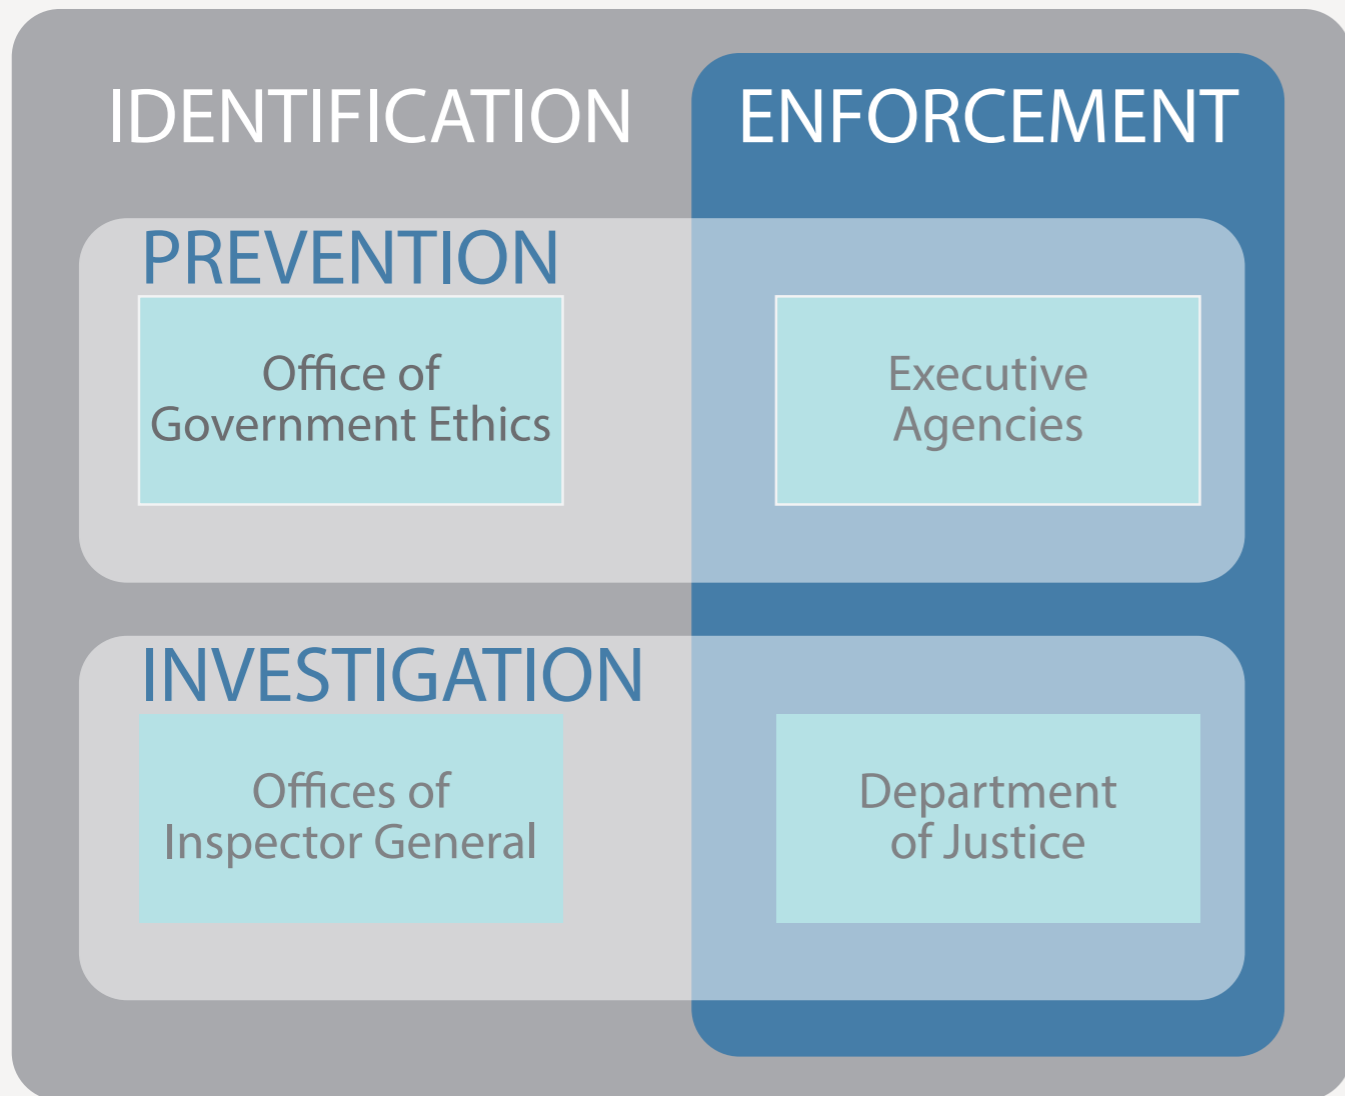 IDENTIFICATION
ENFORCEMENT
PREVENTION
Office of
Government Ethics
Executive
Agencies
INVESTIGATION
Offices of
Inspector General
Department
of Justice